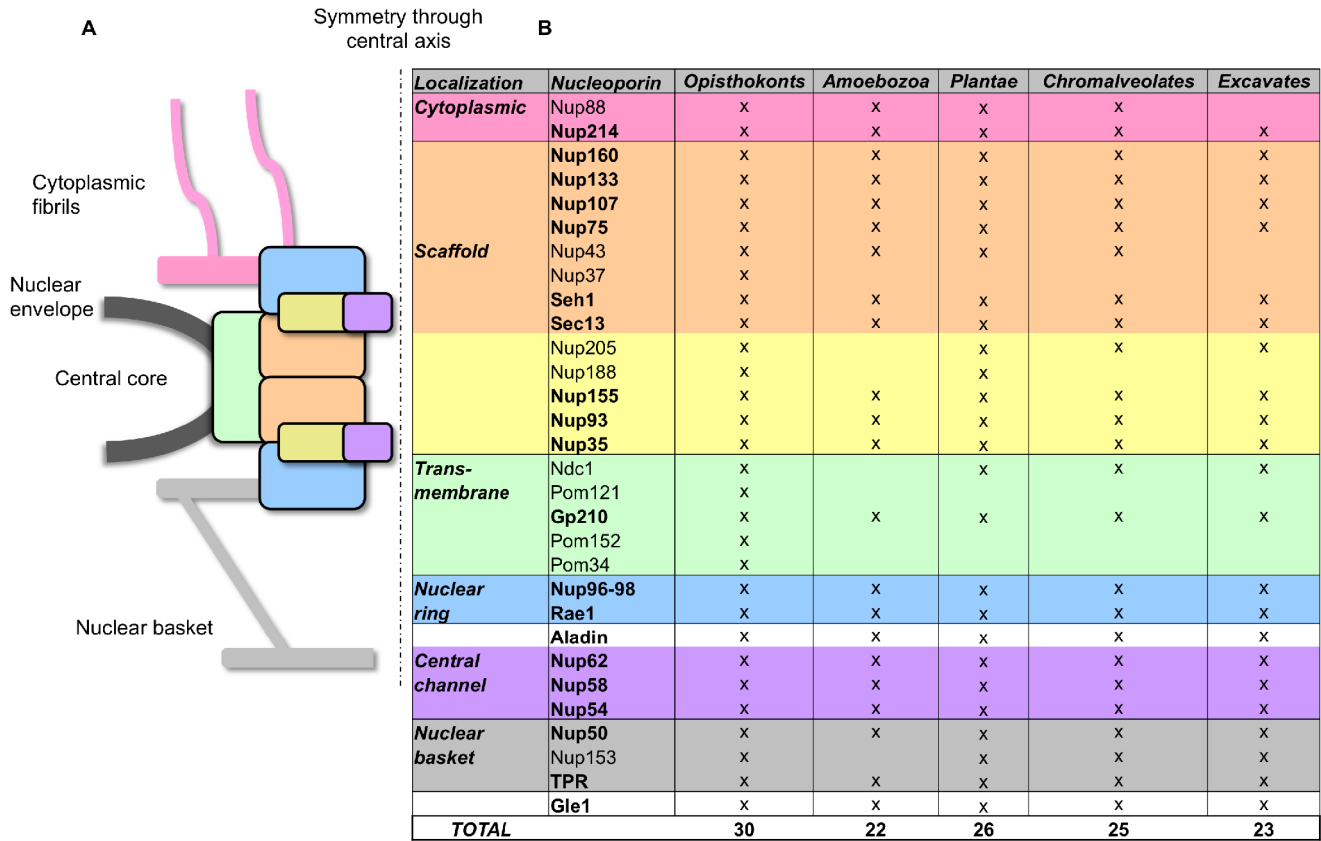 A
Symmetry through
central axis
B
Cytoplasmic
fibrils
Nuclear
envelope
Central core
Nuclear basket
Localization Nucleoporin Opisthokonts Amoebozoa Plantae Chromalveolates Excavates
Cytoplasmic Nup88 x x x x
Nup214 x x x x x
Nup160 x x x x x
Nup133 x x x x x
Nup107 x x x x x
Nup75 x x x x x
Scaffold Nup43 x x x x
Nup37 x
Seh1 x x x x x
Sec13 x x x x x
Nup205 x x x x
Nup188 x x
Nup155 x x x x x
Nup93 x x x x x
Nup35 x x x x x
Trans- Ndc1 x x x x
membrane Pom121 x
Gp210 x x x x x
Pom152 x
Pom34 x
Nuclear Nup96-98 x x x x x
ring Rae1 x x x x x
Aladin x x x x x
Central Nup62 x x x x x
channel Nup58 x x x x x
Nup54 x x x x x
Nuclear Nup50 x x x x x
basket Nup153 x x x x
TPR x x x x x
Gle1 x x x x x
TOTAL 30 22 26 25 23